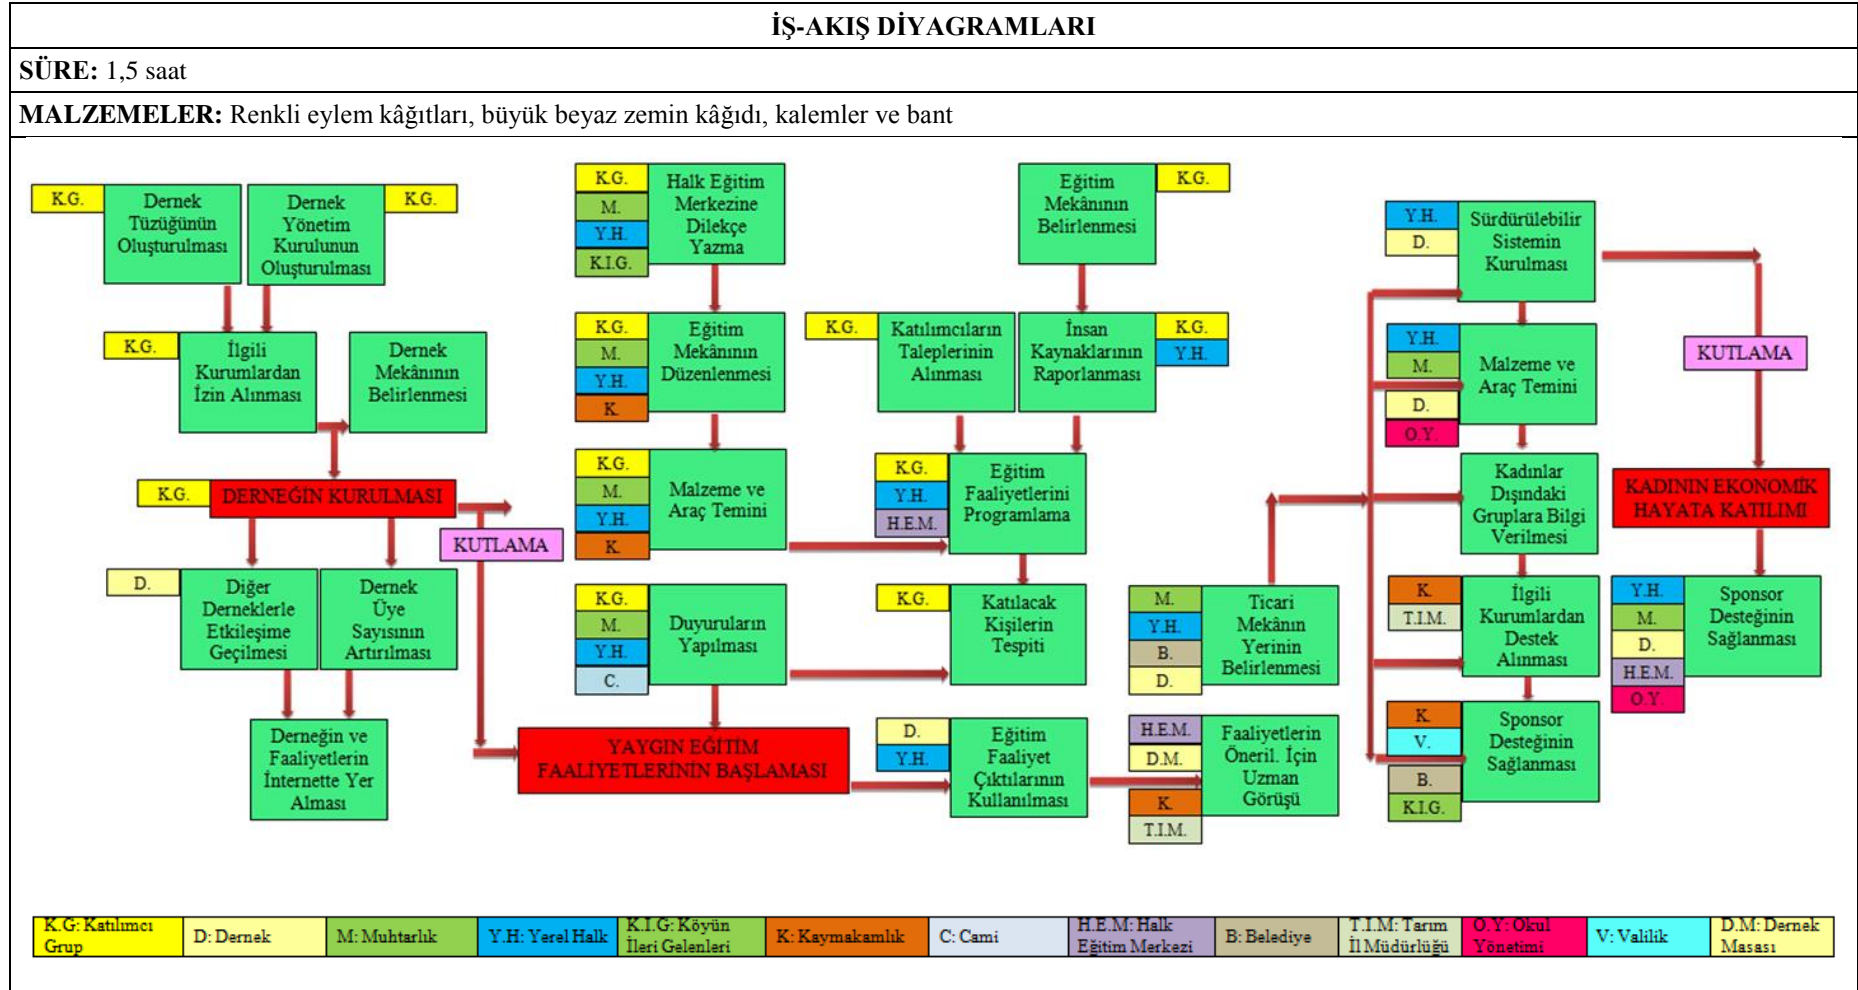 İŞ-AKIŞ DİYAGRAMLARI
SÜRE: 1,5 saat
MALZEMELER: Renkli eylem kâğıtları, büyük beyaz zemin kâğıdı, kalemler ve bant
K.G.
Dernek
Tüzüğünün
Oluşturulması
Dernek
Yönetim
Kurulunun
Oluşturulması
K.G.
K.G.
İlgili
Kurumlardan
İzin Alınması
Dernek
Mekânının
Belirlenmesi
K.G.
DERNEĞİN KURULMASI
KUTLAMA
D.
Diğer
Derneklerle
Etkileşime
Geçilmesi
Dernek
Üye
Sayısının
Artırılması
Derneğin ve
Faaliyetlerin
İnternette Yer
Alması
K.G.
M.
Y.H.
K.I.G.
Halk Eğitim
Merkezine
Dilekçe
Yazma
K.G.
M.
Y.H.
K.
Eğitim
Mekânının
Düzenlenmesi
K.G.
M.
Y.H.
K.
Malzeme ve
Araç Temini
K.G.
M.
Y.H.
C.
Duyuruların
Yapılması
YAYGIN EĞİTİM
FAALİYETLERİNİN BAŞLAMASI
Eğitim
Mekânının
Belirlenmesi
K.G.
K.G.
Katılımcıların
Taleplerinin
Alınması
İnsan
Kaynaklarının
Raporlanması
K.G.
Y.H.
K.G.
Y.H.
H.E.M.
Eğitim
Faaliyetlerini
Programlama
K.G.
Katılacak
Kişilerin
Tespiti
D.
Y.H.
Eğitim
Faaliyet
Çıktılarının
Kullanılması
M.
Y.H.
B.
D.
Ticari
Mekânın
Yerinin
Belirlenmesi
H.E.M.
D.M.
K.
T.I.M.
Faaliyetlerin
Öneril. İçin
Uzman
Görüşü
Y.H.
D.
Sürdürülebilir
Sistemin
Kurulması
Y.H.
M.
D.
O.Y.
Malzeme ve
Araç Temini
Kadınlar
Dışındaki
Gruplara Bilgi
Verilmesi
K.
T.I.M.
İlgili
Kurumlardan
Destek
Alınması
K.
V.
B.
K.I.G.
Sponsor
Desteğinin
Sağlanması
KUTLAMA
KADININ EKONOMİK
HAYATA KATILIMI
Y.H.
M.
D.
H.E.M.
O.Y.
Sponsor
Desteğinin
Sağlanması
K.G: Katılımcı
Grup
D: Dernek
M: Muhtarlık
Y.H: Yerel Halk
K.I.G: Köyün
İleri Gelenleri
K: Kaymakamlık
C: Cami
H.E.M: Halk
Eğitim Merkezi
B: Belediye
T.I.M: Tarım
İl Müdürlüğü
O.Y: Okul
Yönetimi
V: Valilik
D.M: Dernek
Masası